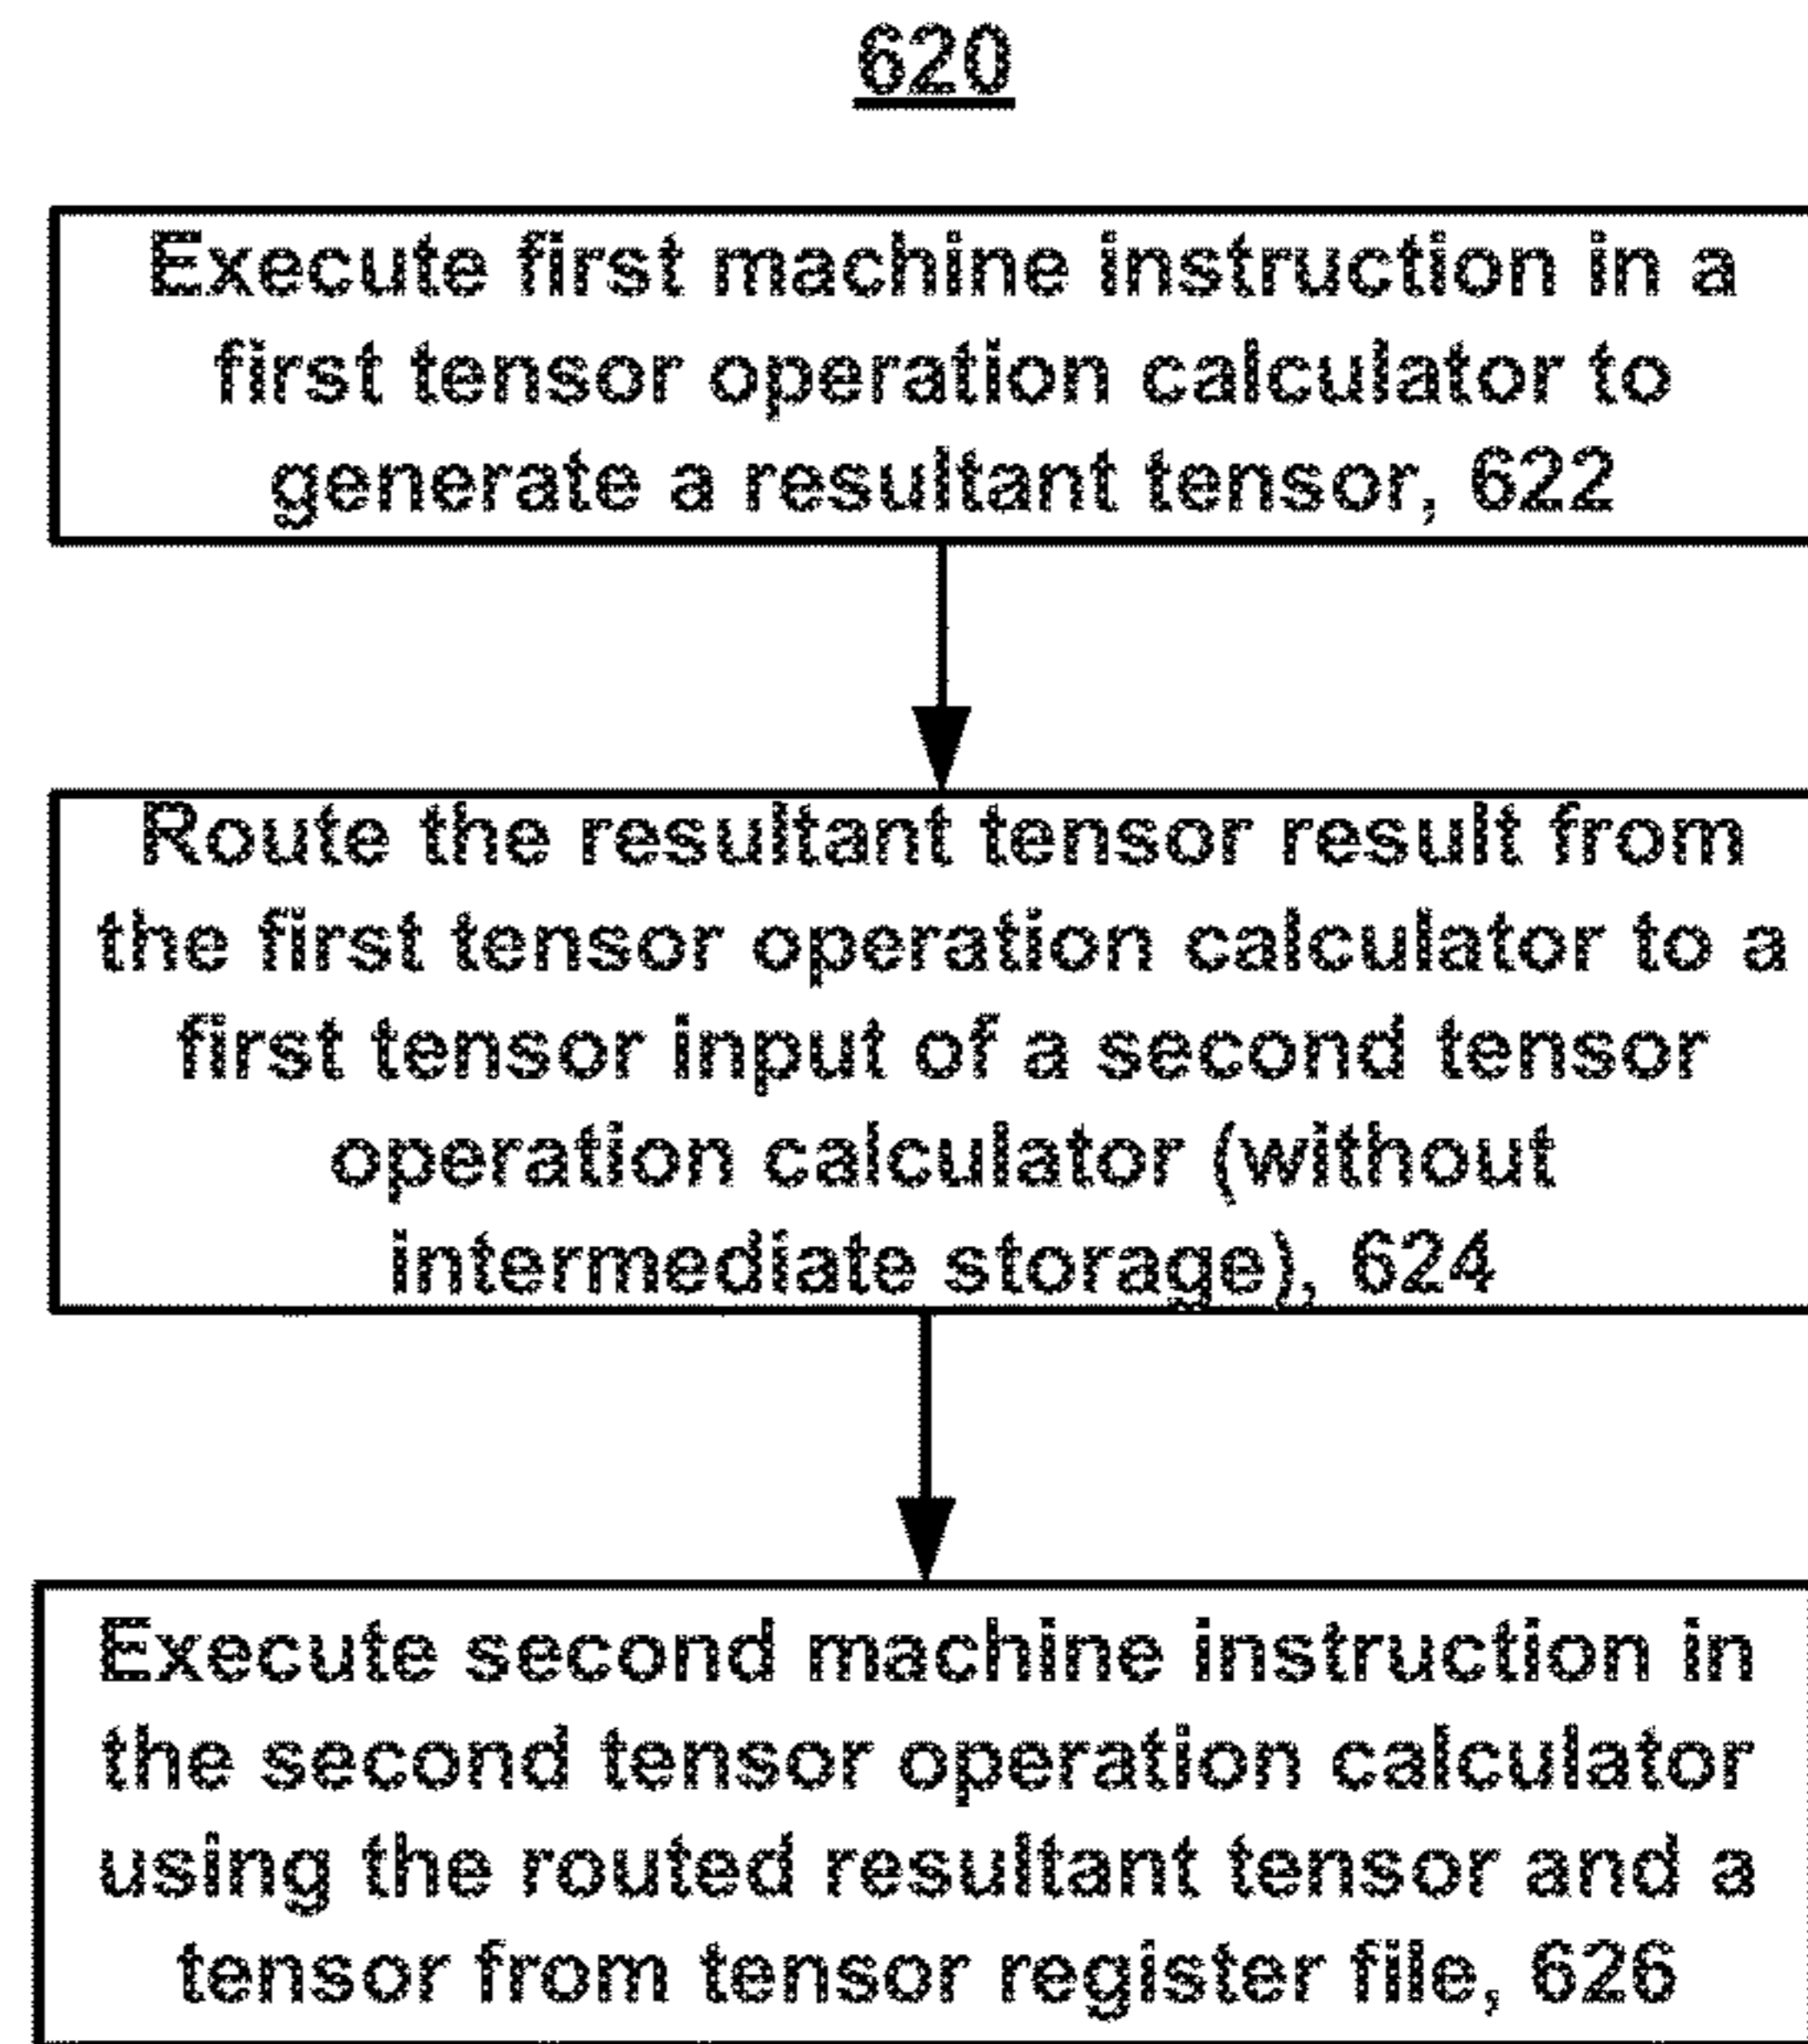 620
Execute first machine instruction in a
first tensor operation calculator to
generate a resultant tensor, 622
Route the resultant tensor result from
the first tensor operation calculator to a
first tensor input of a second tensor
operation calculator (without
intermediate storage), 624
Execute second machine instruction in
the second tensor operation calculator
using the routed resultant tensor and a
tensor from tensor register file, 626